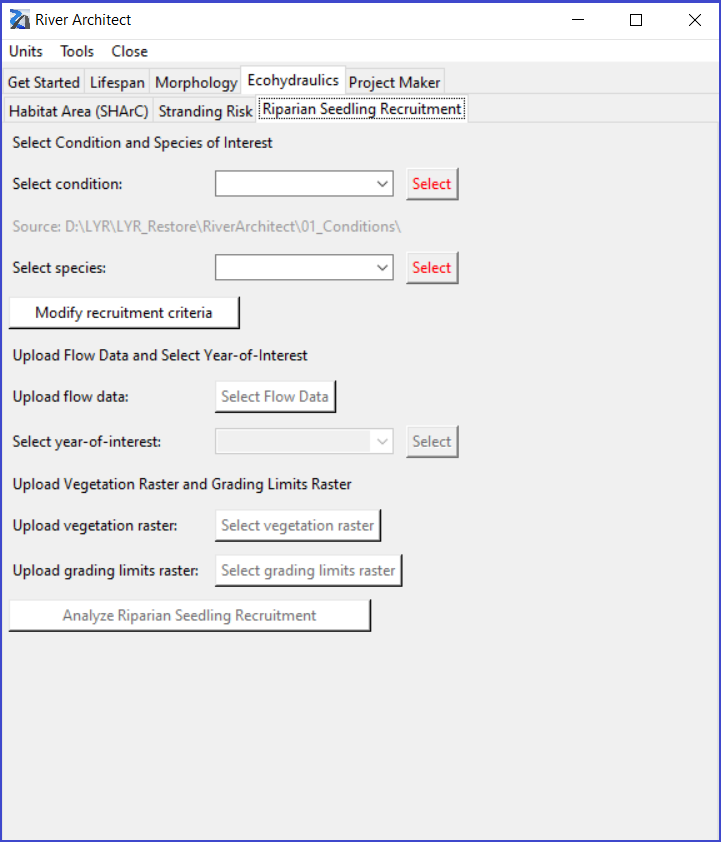 River Architect
Units Tools Close
Get Started Lifespan Morphology Ecohydraulics Project Maker
Habitat Area (SHArC) Stranding Risk Riparian Seedling Recruitment
Select Condition and Species of Interest
Select condition: Select
Source: D:\LYR\LYR_Restore\RiverArchitect\01_Conditions\
Select species: Select
Modify recruitment criteria
Upload Flow Data and Select Year-of-Interest
Upload flow data: Select Flow Data
Select year-of-interest: Select
Upload Vegetation Raster and Grading Limits Raster
Upload vegetation raster: Select vegetation raster
Upload grading limits raster: Select grading limits raster
Analyze Riparian Seedling Recruitment